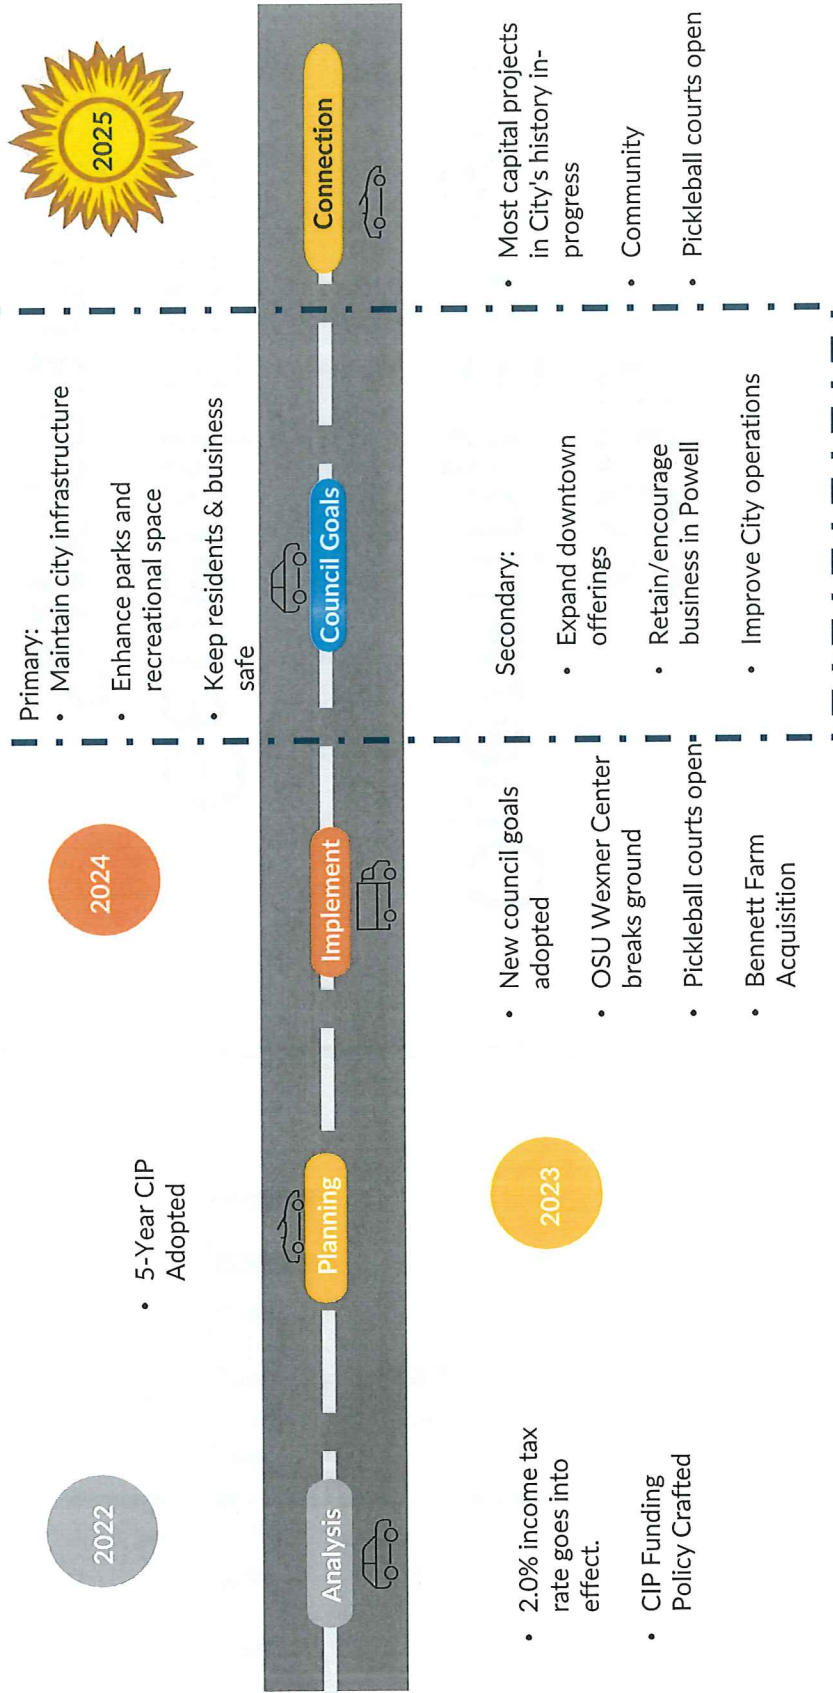 2022
Analysis
• 2.0% income tax
rate goes into
effect.
• CIP Funding
Policy Crafted
• 5-Year CIP
Adopted
Planning
2023
2024
Implement
• New council goals
adopted
• OSU Wexner Center
breaks ground
• Pickleball courts open
• Bennett Farm
Acquisition
Primary:
• Maintain city infrastructure
• Enhance parks and
recreational space
• Keep residents & business
safe
Council Goals
Secondary:
• Expand downtown
offerings
• Retain/encourage
business in Powell
• Improve City operations
2025
Connection
• Most capital projects
in City's history in-
progress
• Community
• Pickleball courts open